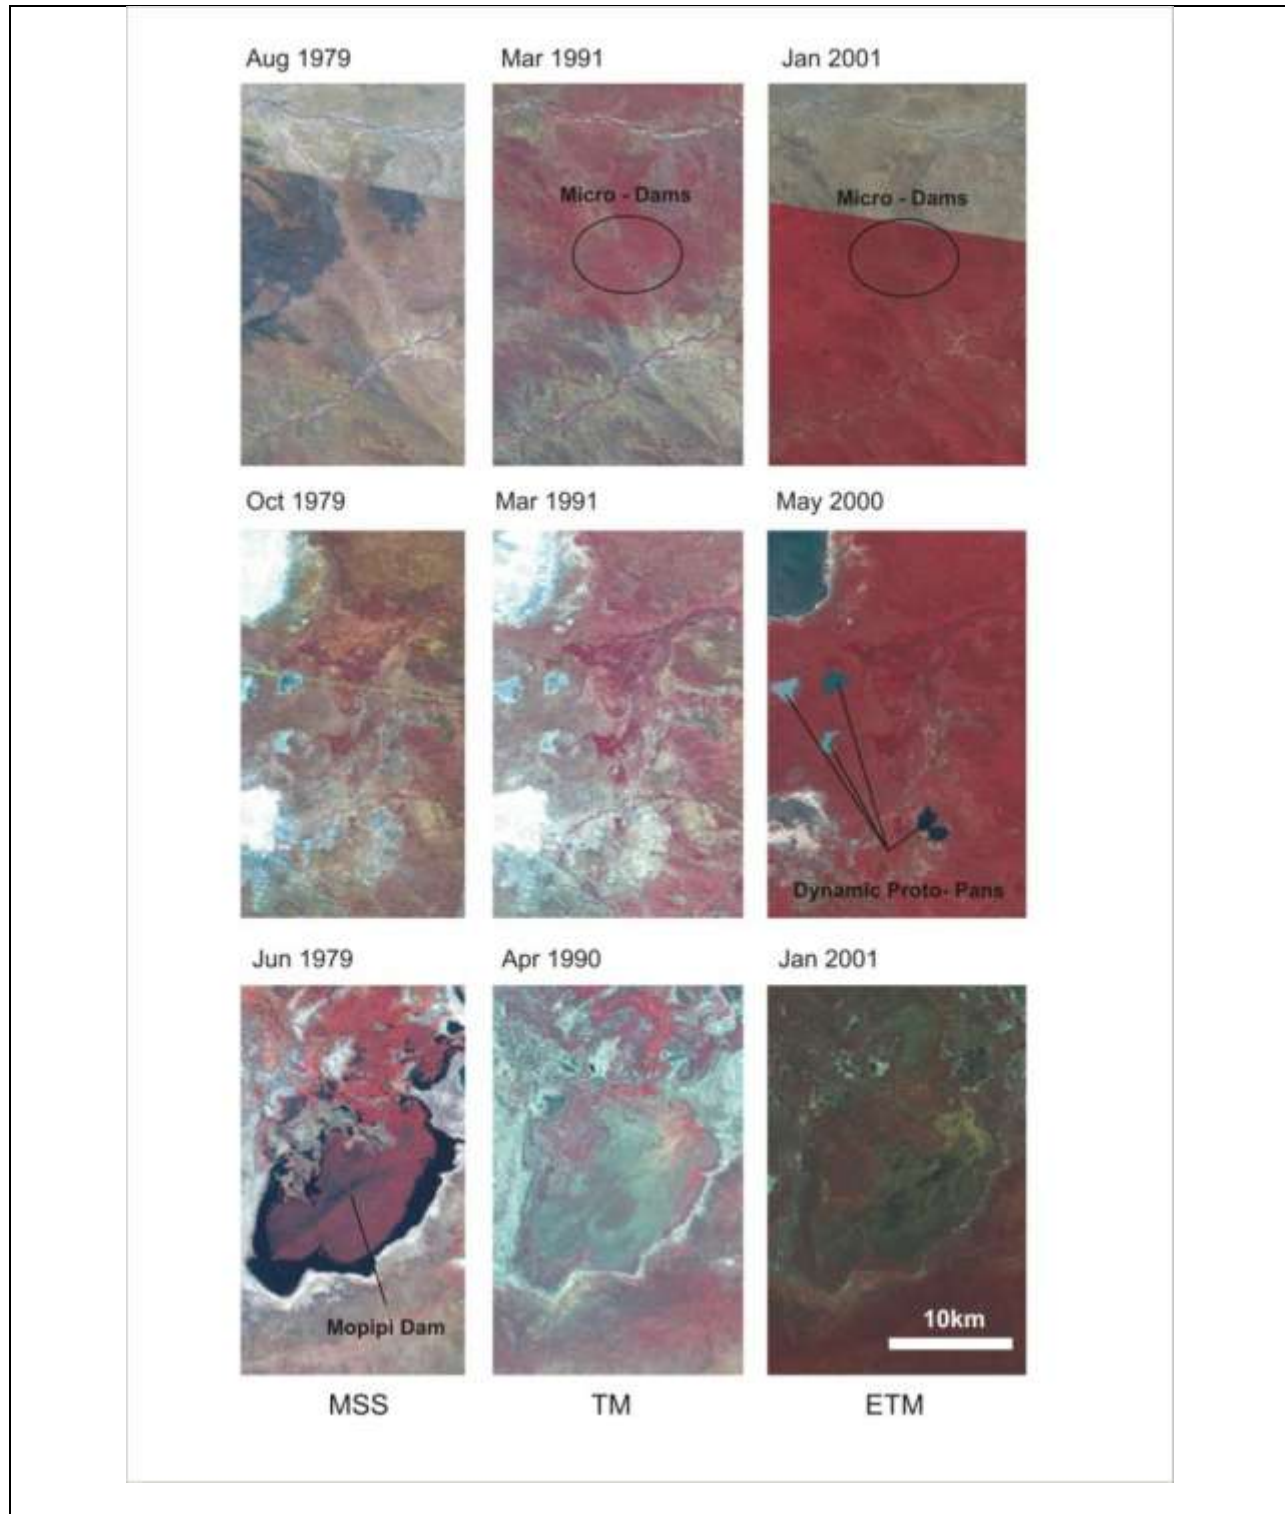 Aug 1979
Mar 1991
Jan 2001
Micro - Dams
Micro - Dams
Oct 1979
Mar 1991
May 2000
Dynamic Proto- Pans
Jun 1979
Apr 1990
Jan 2001
Mopipi Dam
10km
MSS
TM
ETM